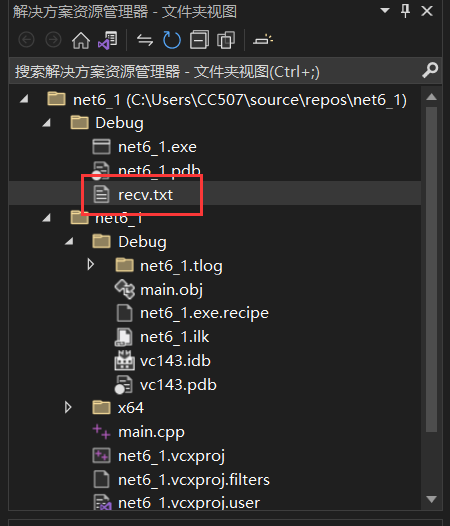 解决方案资源管理器 - 文件夹视图
搜索解决方案资源管理器 - 文件夹视图(Ctrl+;)
net6_1 (C:\Users\CC507\source\repos\net6_1)
Debug
net6_1.exe
net6_1.pdb
recv.txt
net6_1
Debug
net6_1.tlog
main.obj
net6_1.exe.recipe
net6_1.ilk
vc143.idb
vc143.pdb
x64
main.cpp
net6_1.vcxproj
net6_1.vcxproj.filters
net6_1.vcxproj.user